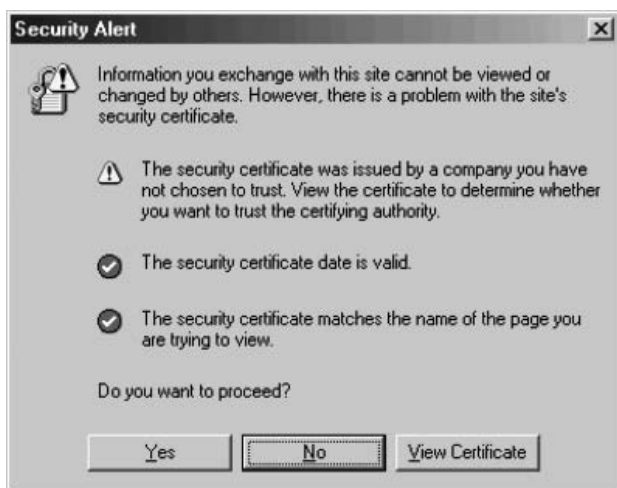 Security Alert
Information you exchange with this site cannot be viewed or
changed by others. However, there is a problem with the site's
security certificate.
The security certificate was issued by a company you have
not chosen to trust. View the certificate to determine whether
you want to trust the certifying authority.
The security certificate date is valid.
The security certificate matches the name of the page you
are trying to view.
Do you want to proceed?
Yes No View Certificate